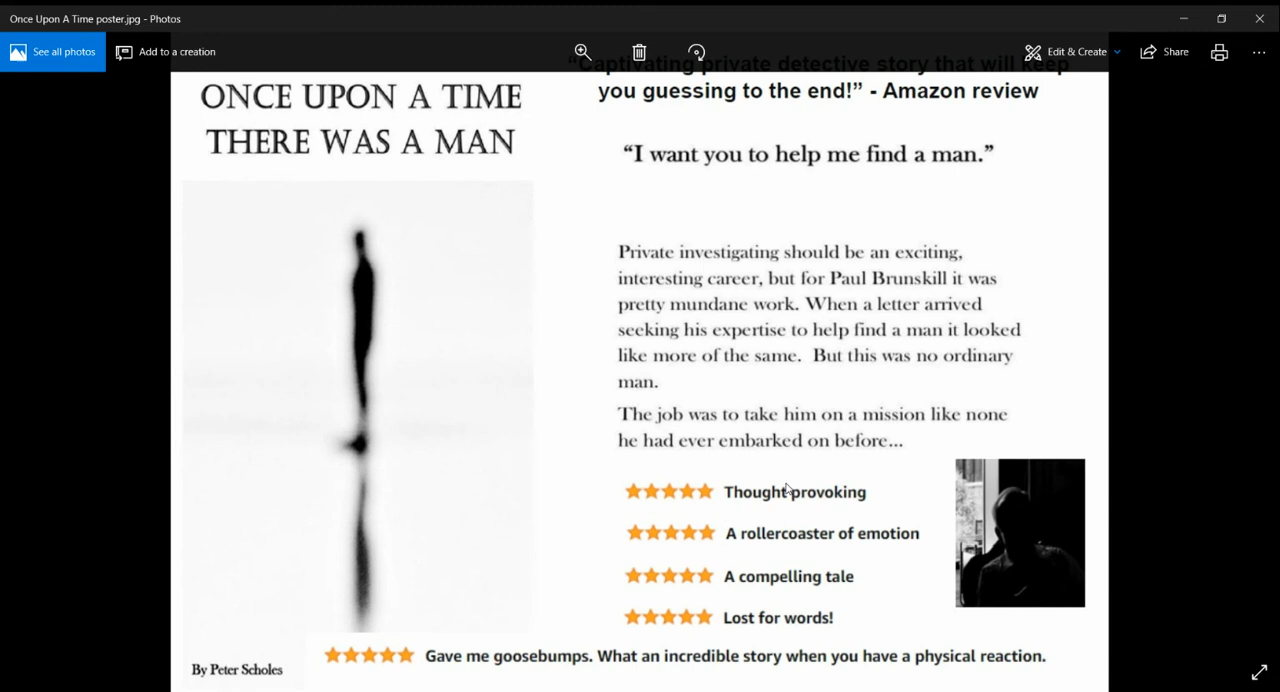 Once Upon A Time poster.jpg - Photos
See all photos
Add to a creation
Edit & Create
Share
ONCE UPON A TIME
THERE WAS A MAN
By Peter Scholes
“Captivating private detective story that will keep
you guessing to the end!” - Amazon review
“I want you to help me find a man.”
Private investigating should be an exciting,
interesting career, but for Paul Brunskill it was
pretty mundane work. When a letter arrived
seeking his expertise to help find a man it looked
like more of the same. But this was no ordinary
man.
The job was to take him on a mission like none
he had ever embarked on before...
Thought provoking
A rollercoaster of emotion
A compelling tale
Lost for words!
Gave me goosebumps. What an incredible story when you have a physical reaction.